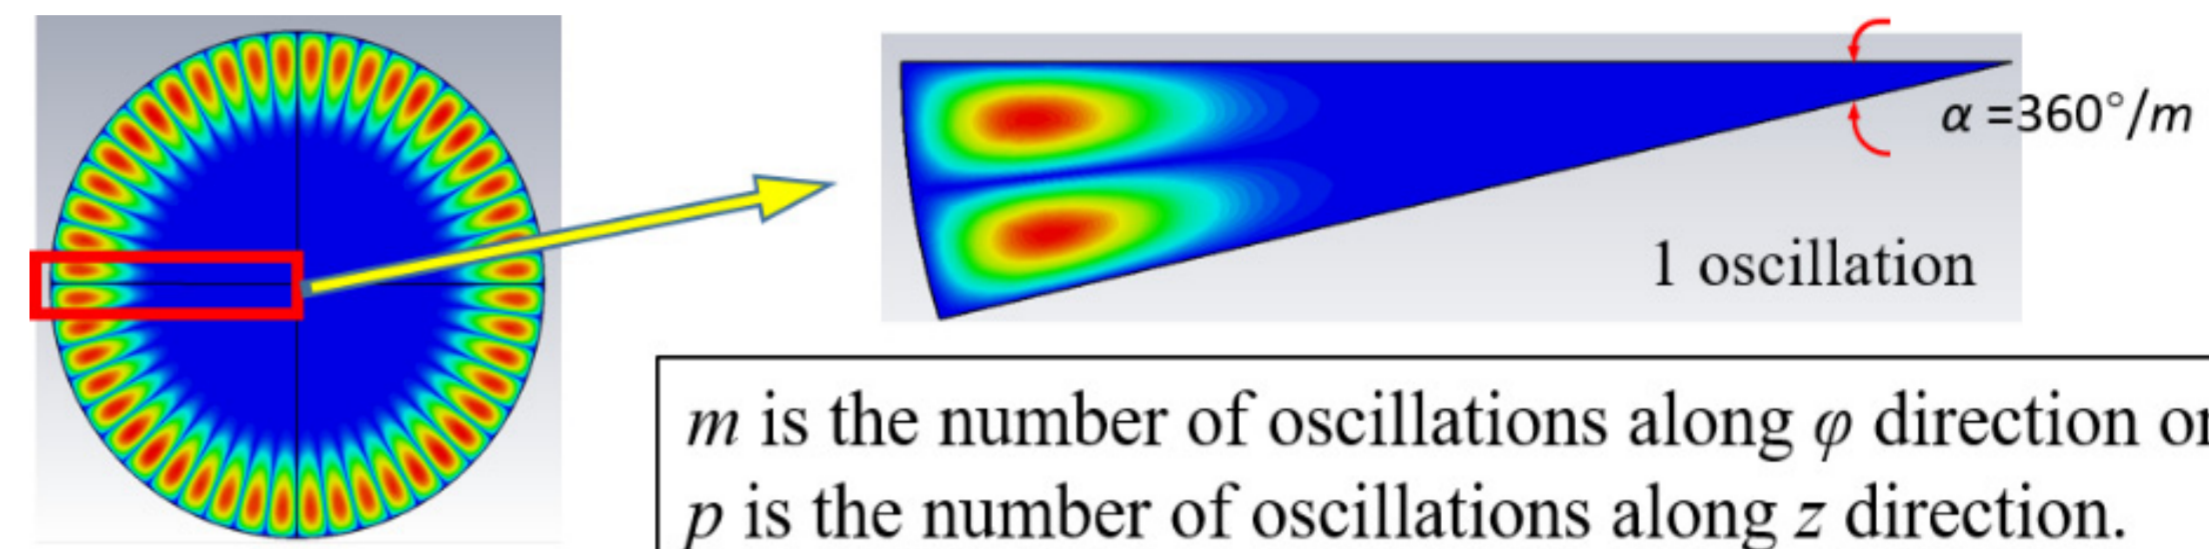 α =360°/m
1 oscillation
m is the number of oscillations along φ direction or
p is the number of oscillations along z direction.